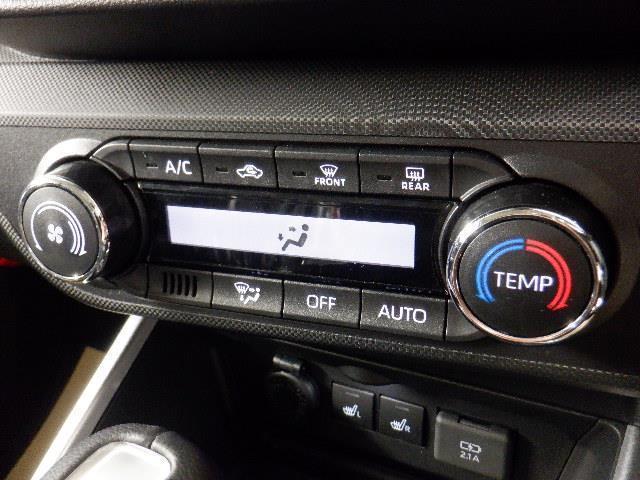 A/C
FRONT
REAR
TEMP
OFF
AUTO
L
R
2.1A